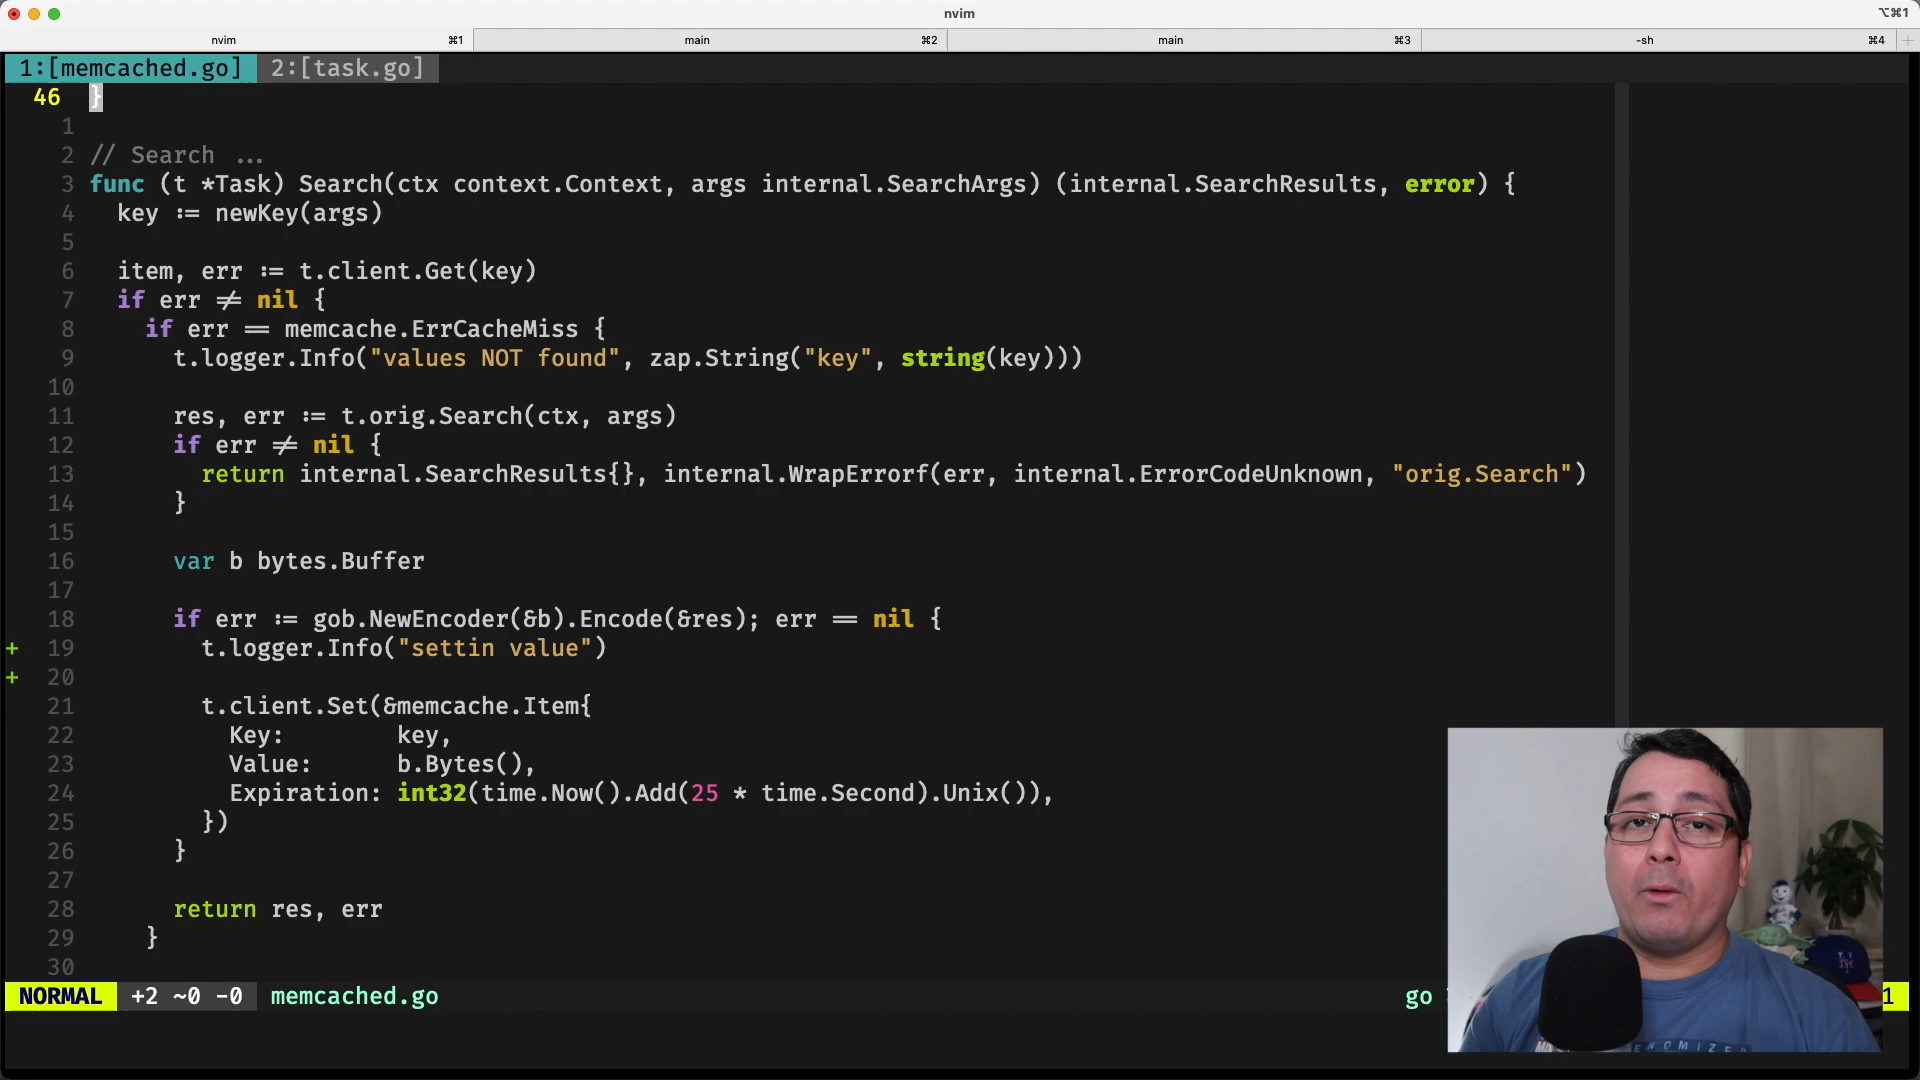 nvim
⌥⌘1
nvim ⌘1 main ⌘2 main ⌘3 -sh ⌘4 +
1:[memcached.go] 2:[task.go]
46 }
1
2 // Search ...
3 func (t *Task) Search(ctx context.Context, args internal.SearchArgs) (internal.SearchResults, error) {
4 key := newKey(args)
5
6 item, err := t.client.Get(key)
7 if err != nil {
8 if err == memcache.ErrCacheMiss {
9 t.logger.Info("values NOT found", zap.String("key", string(key)))
10
11 res, err := t.orig.Search(ctx, args)
12 if err != nil {
13 return internal.SearchResults{}, internal.WrapErrorf(err, internal.ErrorCodeUnknown, "orig.Search")
14 }
15
16 var b bytes.Buffer
17
18 if err := gob.NewEncoder(&b).Encode(&res); err == nil {
+ 19 t.logger.Info("settin value")
+ 20
21 t.client.Set(&memcache.Item{
22 Key: key,
23 Value: b.Bytes(),
24 Expiration: int32(time.Now().Add(25 * time.Second).Unix()),
25 })
26 }
27
28 return res, err
29 }
30
NORMAL +2 ~0 -0 memcached.go go 1